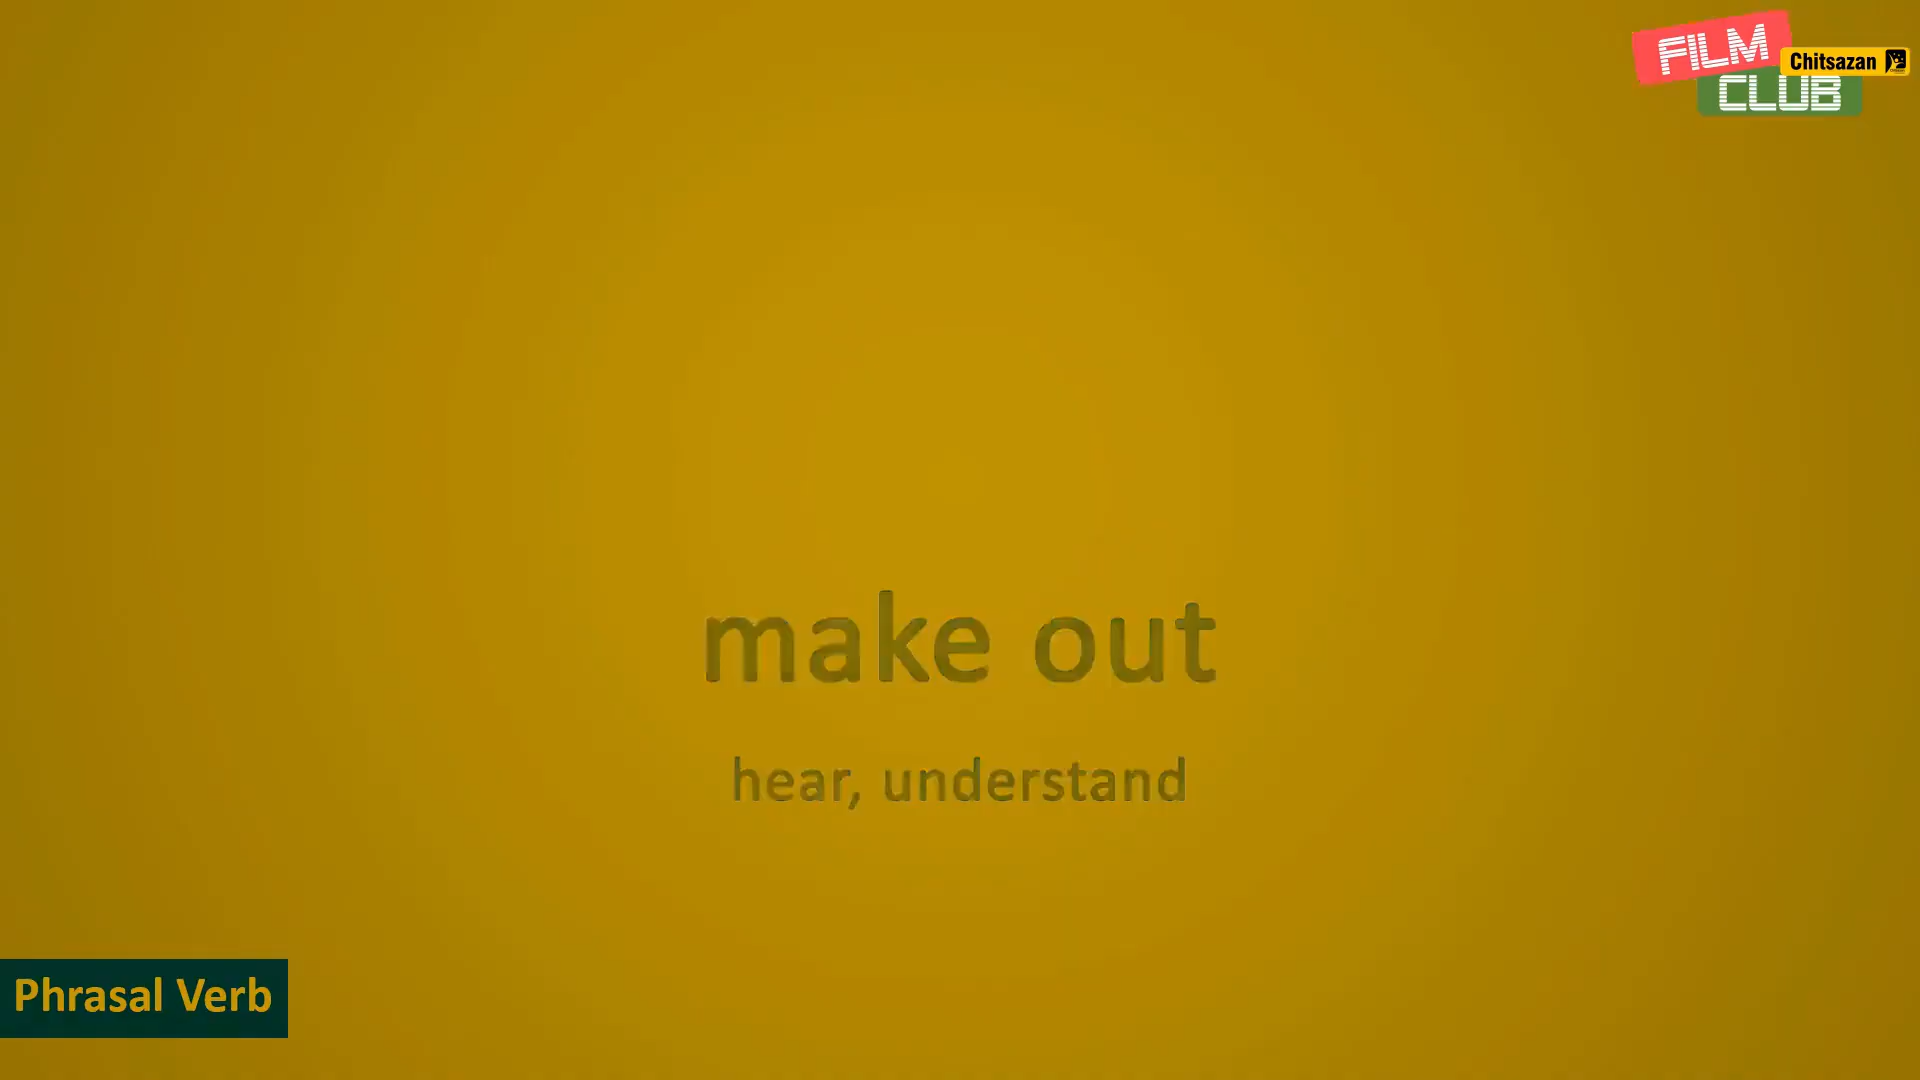 FILM
Chitsazan
CLUB
make out
hear, understand
Phrasal Verb